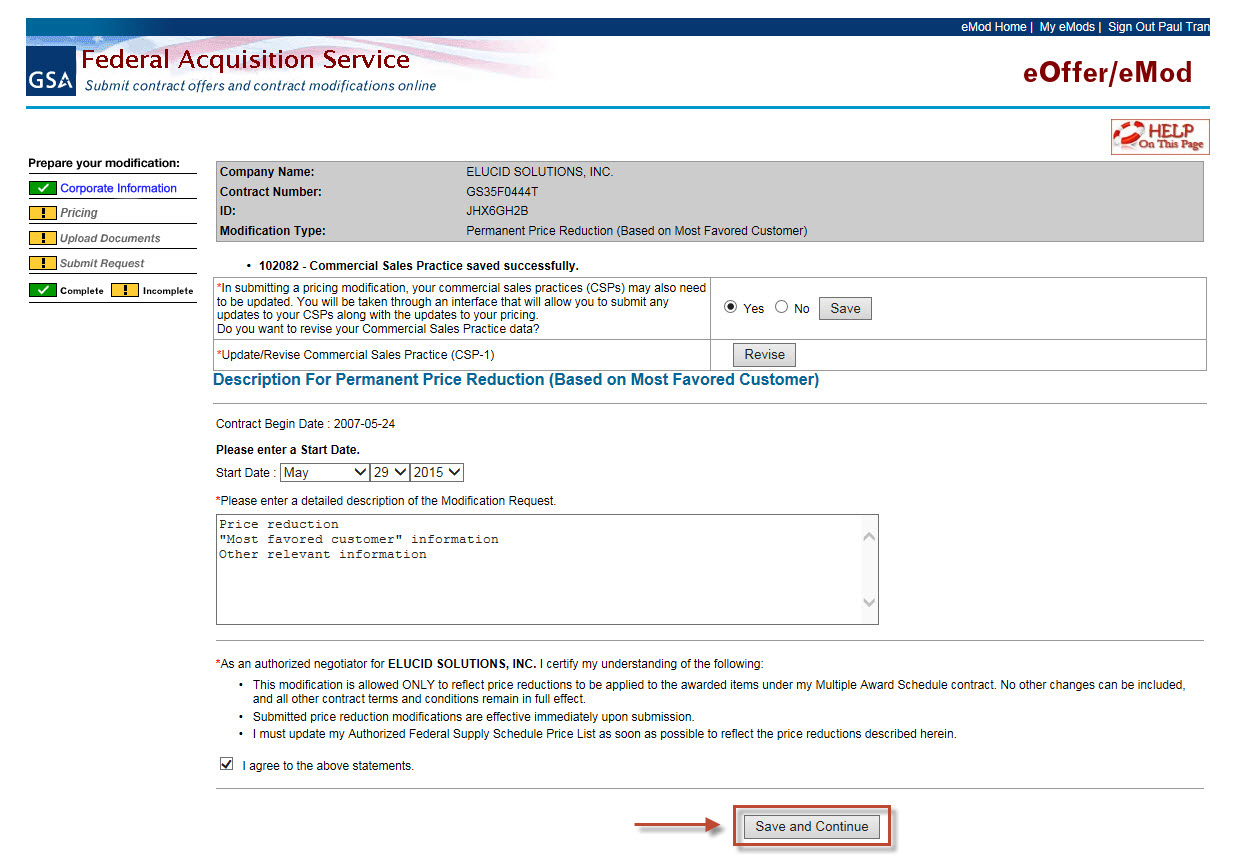 eMod Home | My eMods | Sign Out Paul Tran
GSA
Federal Acquisition Service
Submit contract offers and contract modifications online
eOffer/eMod
HELP
On This Page
Prepare your modification:
Corporate Information
! Pricing
! Upload Documents
! Submit Request
Complete ! Incomplete
Company Name: ELUCID SOLUTIONS, INC.
Contract Number: GS35F0444T
ID: JHX6GH2B
Modification Type: Permanent Price Reduction (Based on Most Favored Customer)
• 102082 - Commercial Sales Practice saved successfully.
*In submitting a pricing modification, your commercial sales practices (CSPs) may also need
to be updated. You will be taken through an interface that will allow you to submit any
updates to your CSPs along with the updates to your pricing.
Do you want to revise your Commercial Sales Practice data?
Yes No Save
*Update/Revise Commercial Sales Practice (CSP-1) Revise
Description For Permanent Price Reduction (Based on Most Favored Customer)
Contract Begin Date : 2007-05-24
Please enter a Start Date.
Start Date : May 29 2015
*Please enter a detailed description of the Modification Request.
Price reduction
"Most favored customer" information
Other relevant information
*As an authorized negotiator for ELUCID SOLUTIONS, INC. I certify my understanding of the following:
• This modification is allowed ONLY to reflect price reductions to be applied to the awarded items under my Multiple Award Schedule contract. No other changes can be included,
and all other contract terms and conditions remain in full effect.
• Submitted price reduction modifications are effective immediately upon submission.
• I must update my Authorized Federal Supply Schedule Price List as soon as possible to reflect the price reductions described herein.
I agree to the above statements.
Save and Continue